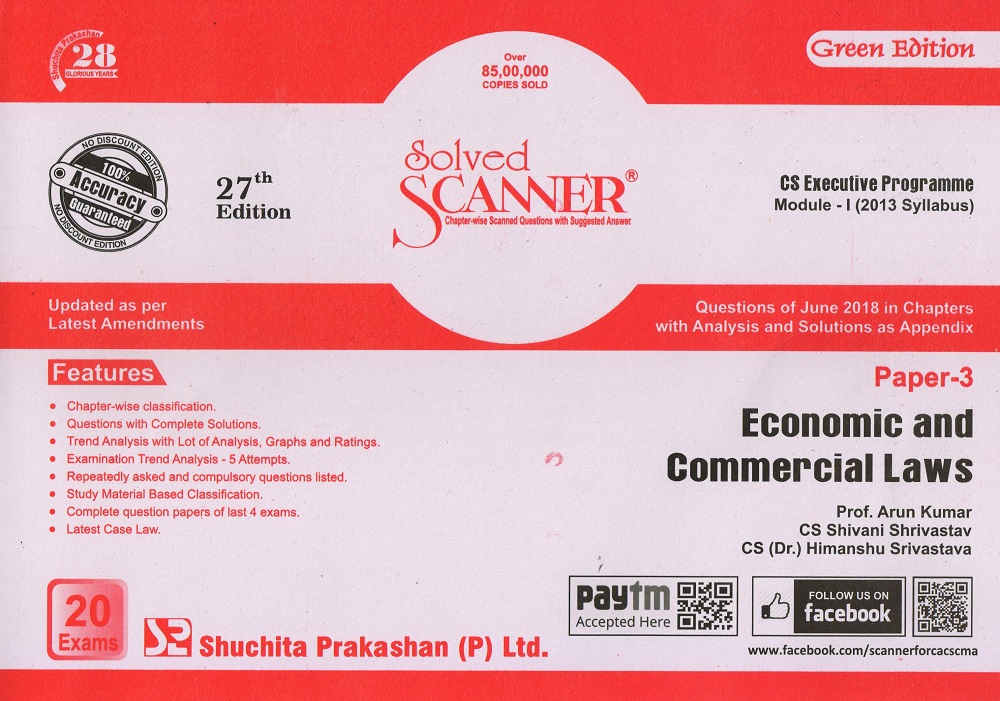 Shuchita Prakashan
28
GLORIOUS YEARS
Over
85,00,000
COPIES SOLD
Green Edition
NO DISCOUNT EDITION
100%
Accuracy
Guaranteed
NO DISCOUNT EDITION
27th
Edition
Solved
SCANNER®
Chapter-wise Scanned Questions with Suggested Answer
CS Executive Programme
Module - I (2013 Syllabus)
Updated as per
Latest Amendments
Questions of June 2018 in Chapters
with Analysis and Solutions as Appendix
Features
• Chapter-wise classification.
• Questions with Complete Solutions.
• Trend Analysis with Lot of Analysis, Graphs and Ratings.
• Examination Trend Analysis - 5 Attempts.
• Repeatedly asked and compulsory questions listed.
• Study Material Based Classification.
• Complete question papers of last 4 exams.
• Latest Case Law.
Paper-3
Economic and
Commercial Laws
Prof. Arun Kumar
CS Shivani Shrivastav
CS (Dr.) Himanshu Srivastava
20
Exams
SP Shuchita Prakashan (P) Ltd.
paytm
Accepted Here
FOLLOW US ON
facebook
www.facebook.com/scannerforcacscma